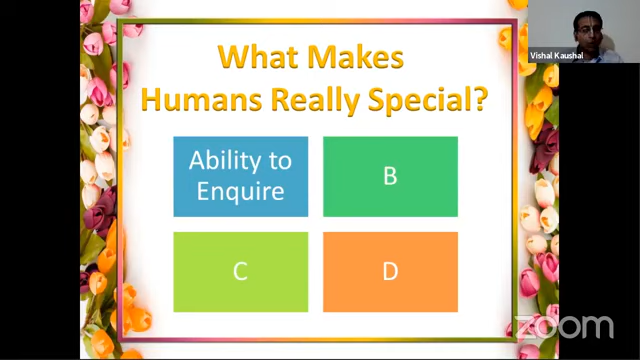 What Makes
Humans Really Special?
Ability to
Enquire
B
C
D
Vishal Kaushal
zoom